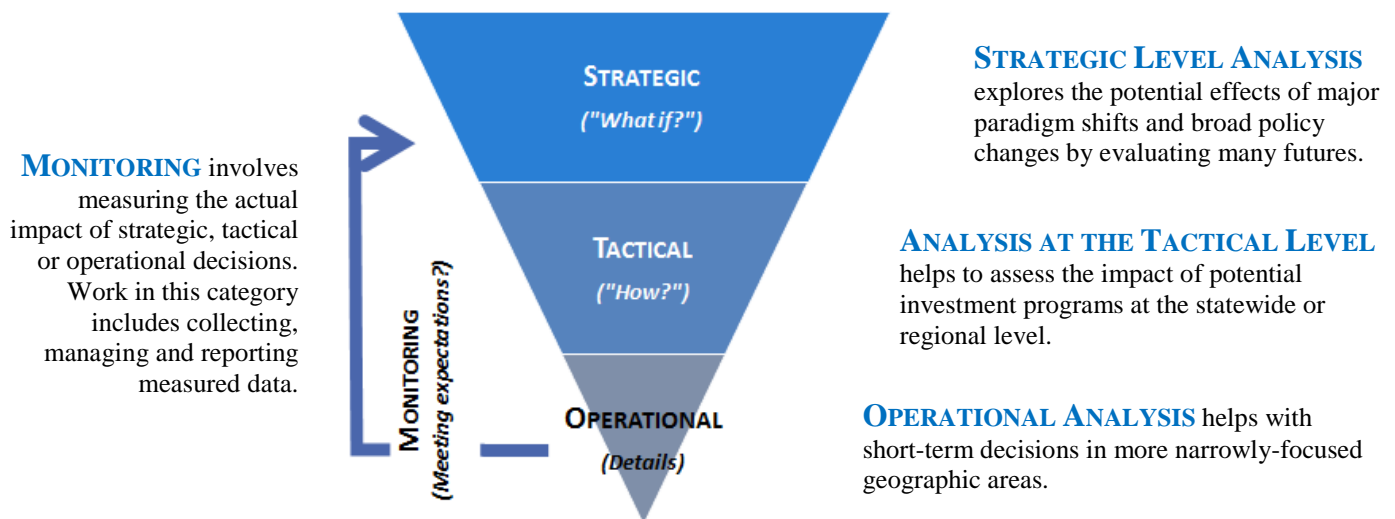 MONITORING involves
measuring the actual
impact of strategic, tactical
or operational decisions.
Work in this category
includes collecting,
managing and reporting
measured data.
MONITORING
(Meeting expectations?)
STRATEGIC
("What if?")
TACTICAL
("How?")
OPERATIONAL
(Details)
STRATEGIC LEVEL ANALYSIS
explores the potential effects of major
paradigm shifts and broad policy
changes by evaluating many futures.
ANALYSIS AT THE TACTICAL LEVEL
helps to assess the impact of potential
investment programs at the statewide or
regional level.
OPERATIONAL ANALYSIS helps with
short-term decisions in more narrowly-focused
geographic areas.